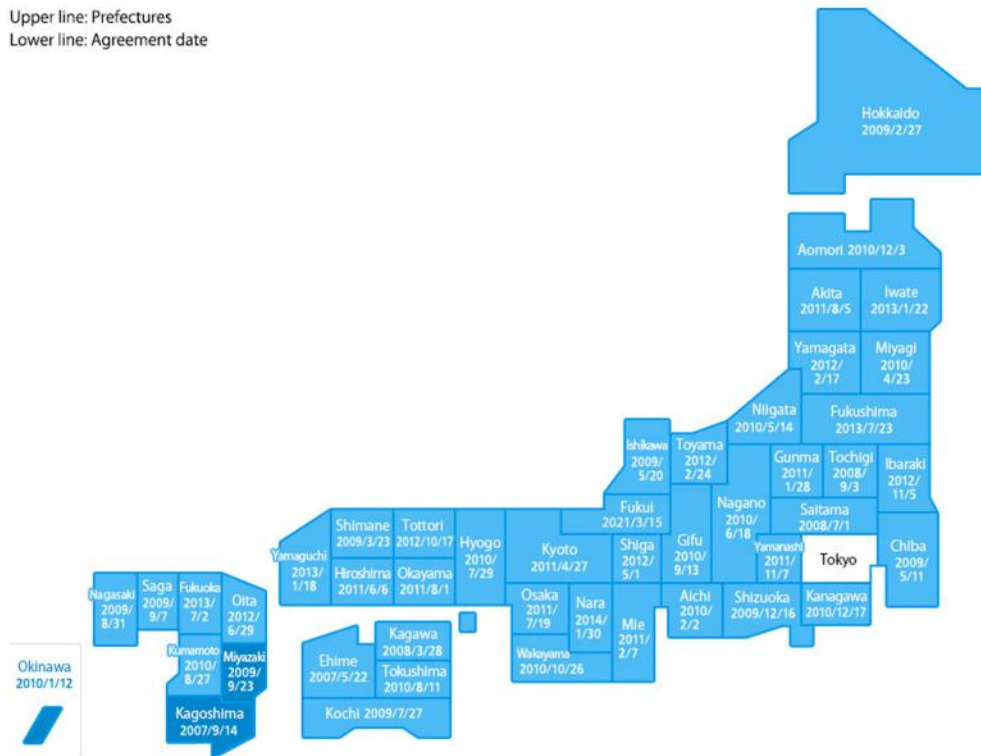 Upper line: Prefectures
Lower line: Agreement date
Hokkaido
2009/2/27
Aomori 2010/12/3
Akita
2011/8/5
Iwate
2013/1/22
Yamagata
2012/
2/17
Miyagi
2010/
4/23
Niigata
2010/5/14
Fukushima
2013/7/23
Ishikawa
2009/
5/20
Toyama
2012/
2/24
Gunma
2011/
1/28
Tochigi
2008/
9/3
Ibaraki
2012/
11/5
Nagano
2010/
6/18
Saitama
2008/7/1
Fukui
2021/3/15
Gifu
2010/
9/13
Yamanashi
2011/
11/7
Tokyo
Chiba
2009/
5/11
Yamaguchi
2013/
1/18
Shimane
2009/3/23
Tottori
2012/10/17
Hiroshima
2011/6/6
Okayama
2011/8/1
Hyogo
2010/
7/29
Kyoto
2011/4/27
Shiga
2012/
5/1
Aichi
2010/
2/2
Shizuoka
2009/12/16
Kanagawa
2010/12/17
Osaka
2011/
7/19
Nara
2014/
1/30
Mie
2011/
2/7
Wakayama
2010/10/26
Nagasaki
2009/
8/31
Saga
2009/
9/7
Fukuoka
2013/
7/2
Oita
2012/
6/29
Kumamoto
2010/
8/27
Miyazaki
2009/
9/23
Kagoshima
2007/9/14
Ehime
2007/5/22
Kagawa
2008/3/28
Tokushima
2010/8/11
Kochi 2009/7/27
Okinawa
2010/1/12